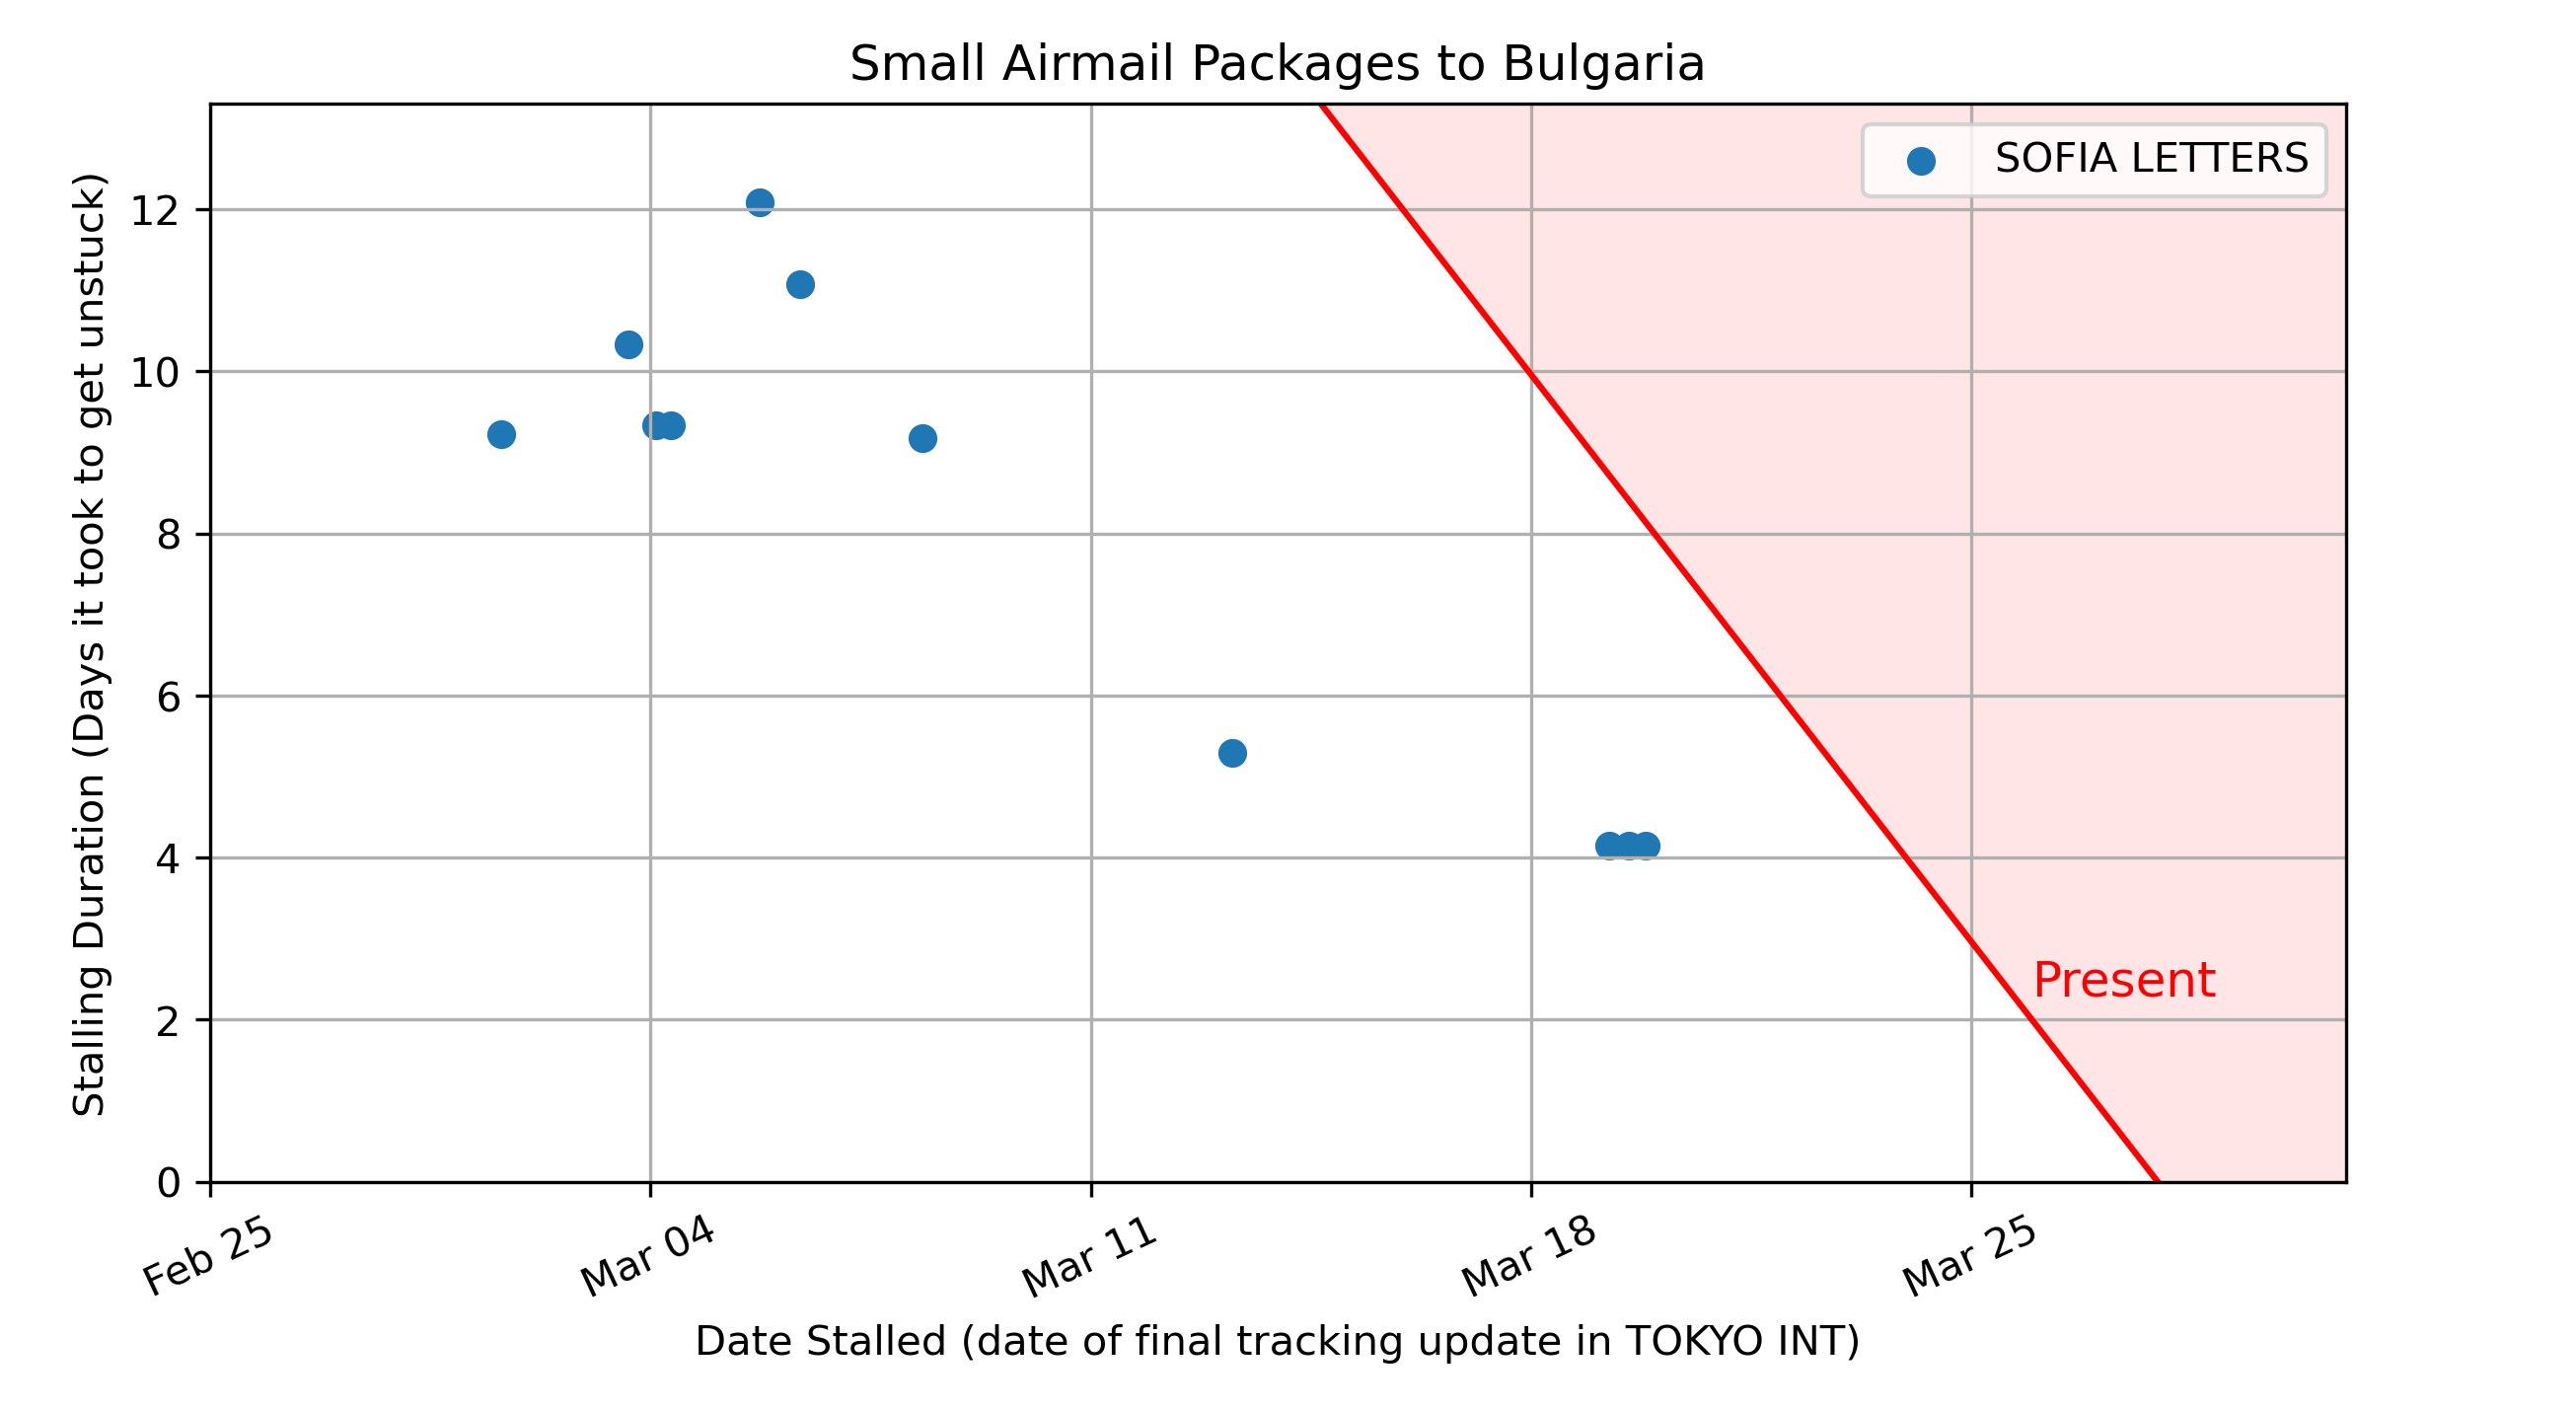 Small Airmail Packages to Bulgaria
SOFIA LETTERS
Stalling Duration (Days it took to get unstuck)
12
10
8
6
4
2
0
Present
Feb 25
Mar 04
Mar 11
Mar 18
Mar 25
Date Stalled (date of final tracking update in TOKYO INT)